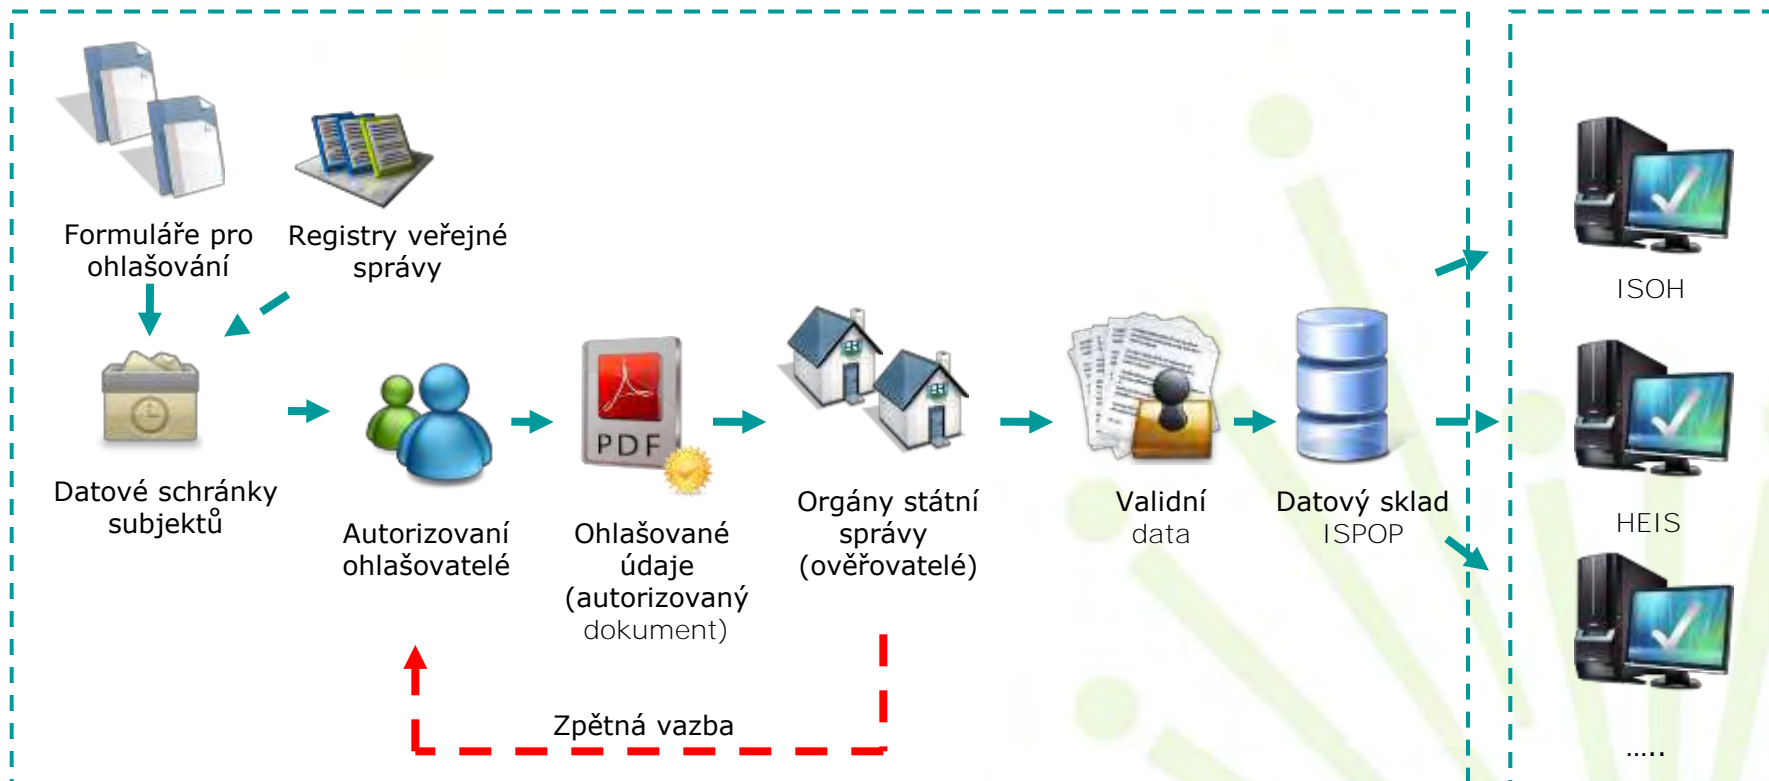 Formuláře pro
ohlašování
Registry veřejné
správy
Datové schránky
subjektů
Autorizovaní
ohlašovatelé
PDF
Ohlašované
údaje
(autorizovaný
dokument)
Orgány státní
správy
(ověřovatelé)
Validní
data
Datový sklad
ISPOP
ISOH
HEIS
.....
Zpětná vazba